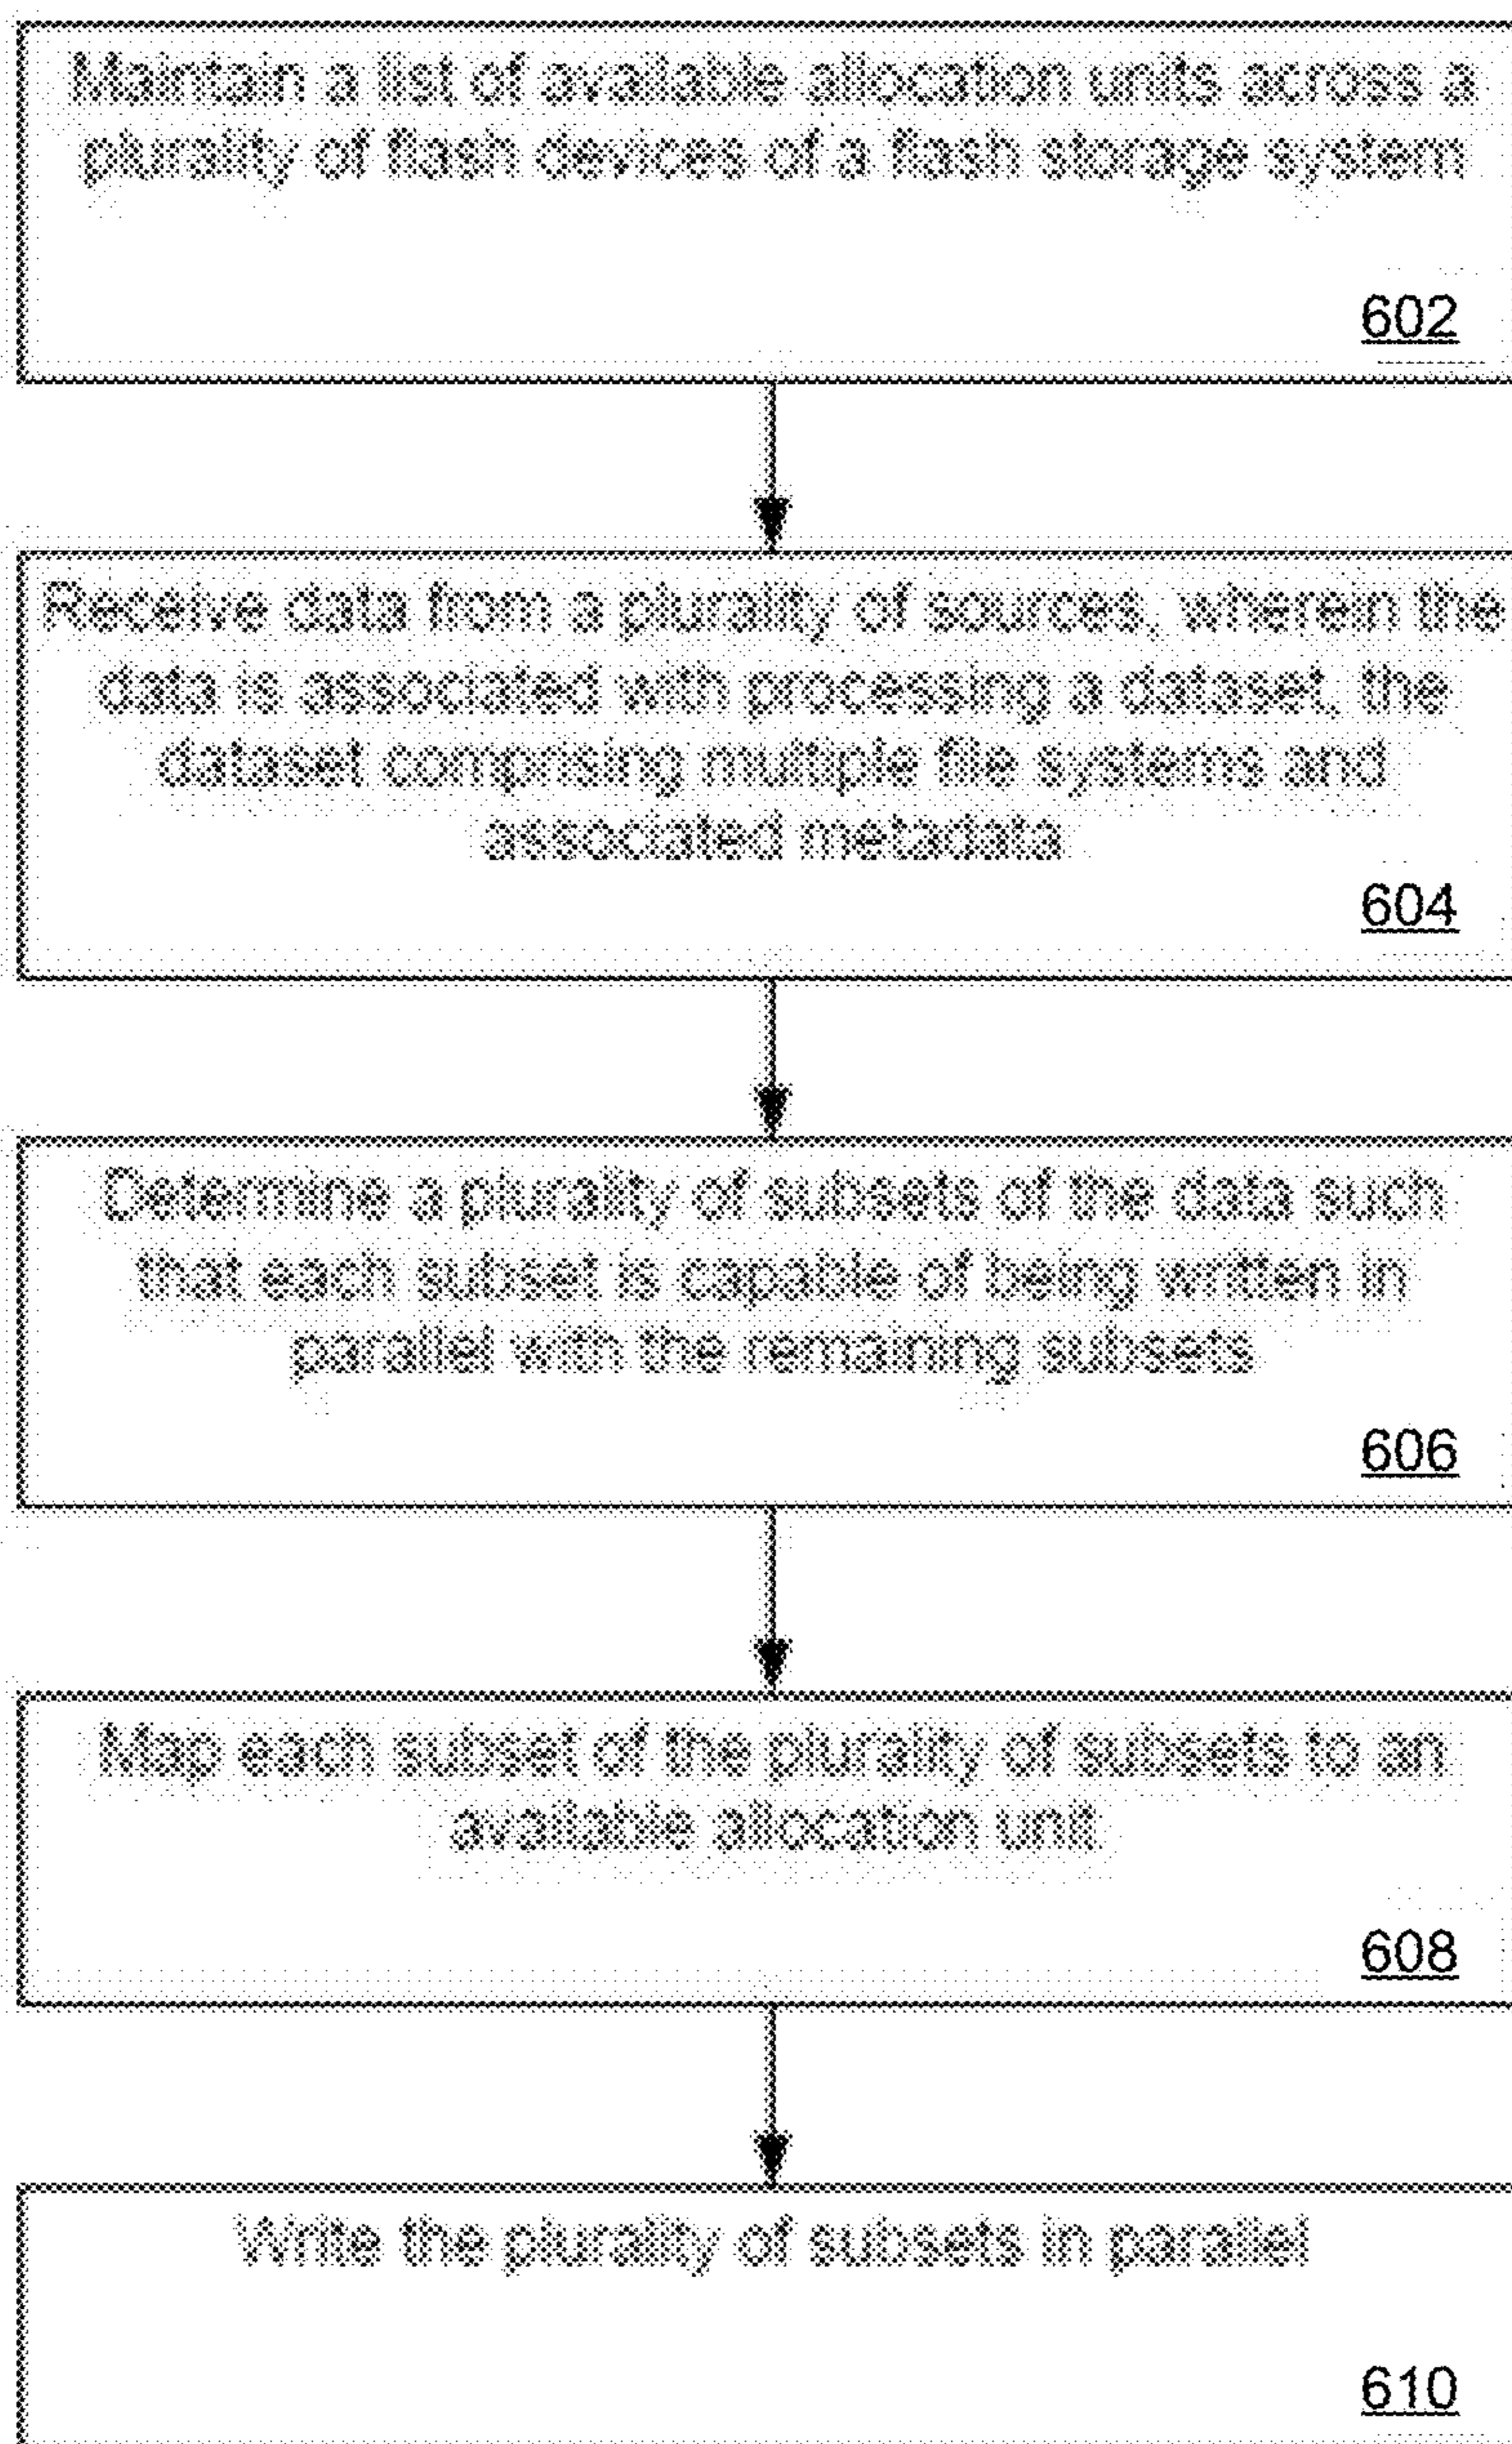 Maintain a list of available allocation units across a
plurality of flash devices of a flash storage system
602
Receive data from a plurality of sources, wherein the
data is associated with processing a dataset, the
dataset comprising multiple file systems and
associated metadata
604
Determine a plurality of subsets of the data such
that each subset is capable of being written in
parallel with the remaining subsets
606
Map each subset of the plurality of subsets to an
available allocation unit
608
Write the plurality of subsets in parallel
610